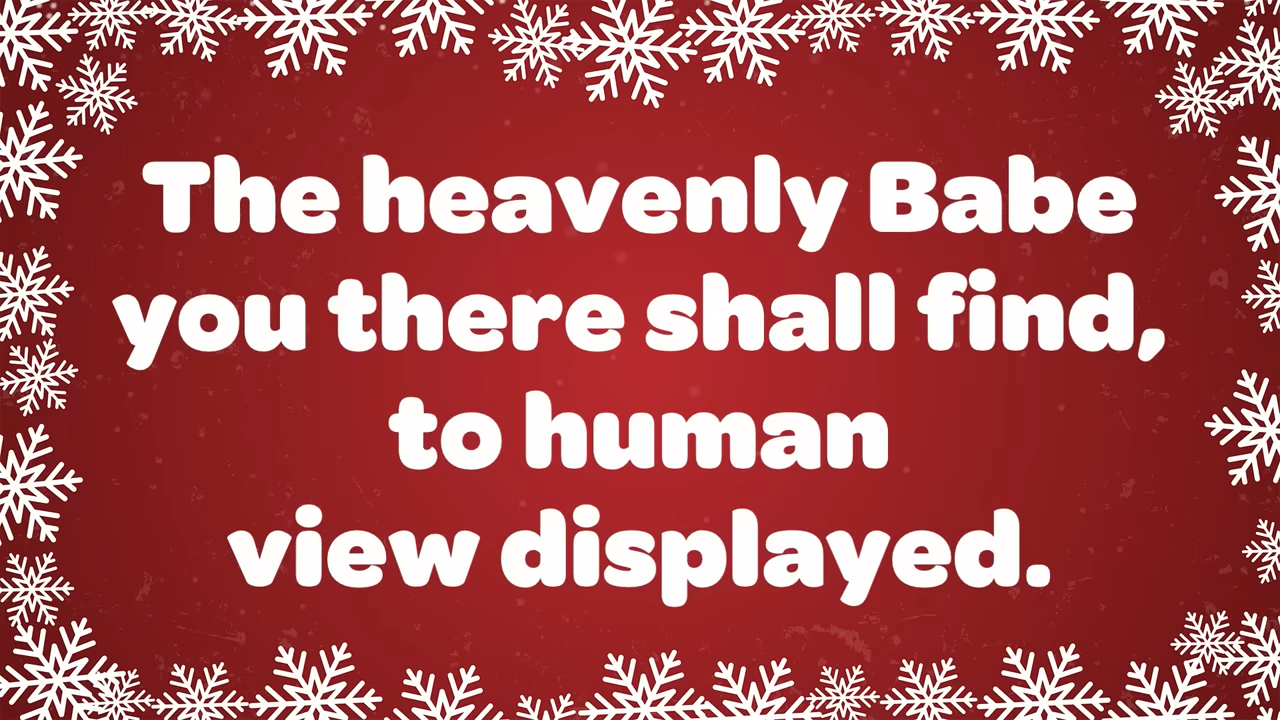 The heavenly Babe
you there shall find,
to human
view displayed.